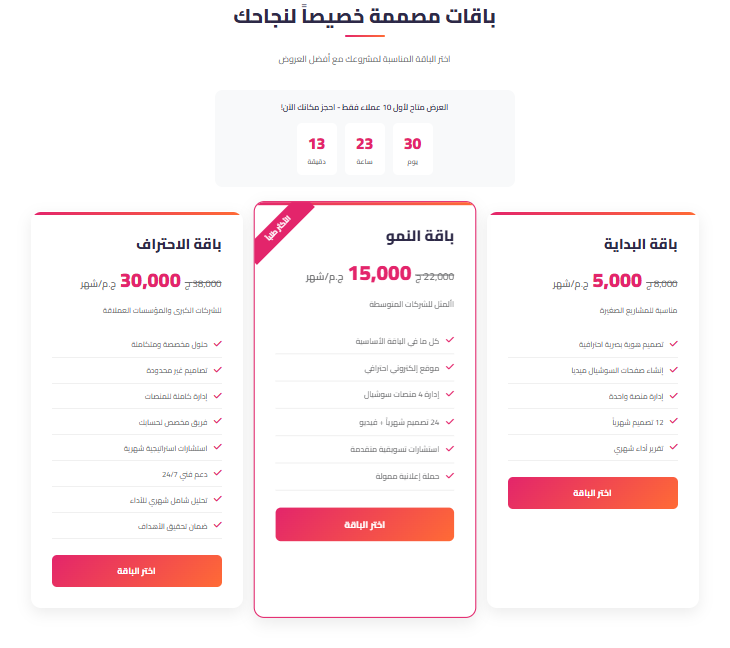 باقات مصممة خصيصاً لنجاحك
اختر الباقة المناسبة لمشروعك مع أفضل العروض
العرض متاح لأول 10 عملاء فقط - احجز مكانك الآن!
30
يوم
23
ساعة
13
دقيقة
باقة البداية
8,000 ج 5,000 ج.م/شهر
مناسبة للمشاريع الصغيرة
تصميم هوية بصرية احترافية
إنشاء صفحات السوشيال ميديا
إدارة منصة واحدة
12 تصميم شهرياً
تقرير أداء شهري
اختر الباقة
الأكثر طلباً
باقة النمو
22,000 ج 15,000 ج.م/شهر
الأمثل للشركات المتوسطة
كل ما في الباقة الأساسية
موقع إلكتروني احترافي
إدارة 4 منصات سوشيال
24 تصميم شهرياً + فيديو
استشارات تسويقية متقدمة
حملة إعلانية ممولة
اختر الباقة
باقة الاحتراف
38,000 ج 30,000 ج.م/شهر
للشركات الكبرى والمؤسسات العملاقة
حلول مخصصة ومتكاملة
تصاميم غير محدودة
إدارة كاملة للمنصات
فريق مخصص لحسابك
استشارات استراتيجية شهرية
دعم فني 24/7
تحليل شامل شهري للأداء
ضمان تحقيق الأهداف
اختر الباقة